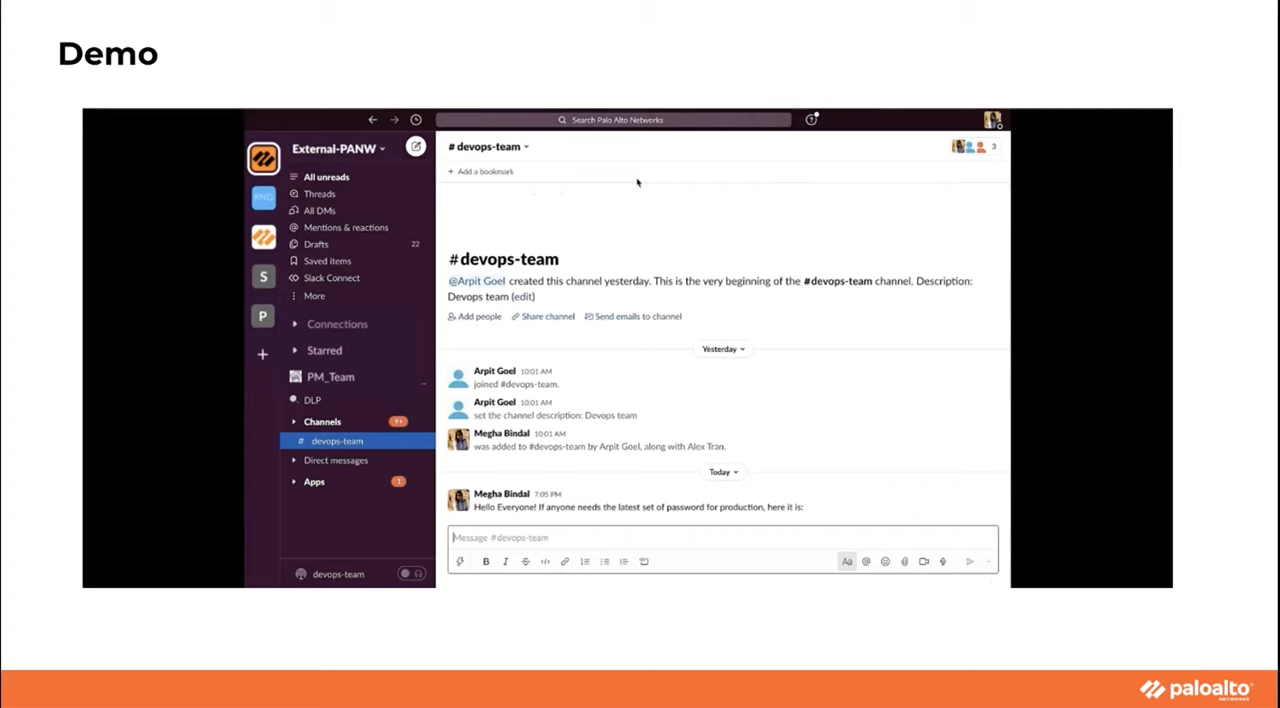 Demo
Search Palo Alto Networks
External-PANW
# devops-team
3
+ Add a bookmark
All unreads
RND
Threads
All DMs
Mentions & reactions
Drafts 22
Saved items
S
Slack Connect
More
P
Connections
+
Starred
PM_Team
DLP
Channels 9+
# devops-team
Direct messages
Apps 1
devops-team
#devops-team
@Arpit Goel created this channel yesterday. This is the very beginning of the #devops-team channel. Description:
Devops team (edit)
Add people Share channel Send emails to channel
Yesterday
Arpit Goel 10:01 AM
joined #devops-team.
Arpit Goel 10:01 AM
set the channel description: Devops team
Megha Bindal 10:01 AM
was added to #devops-team by Arpit Goel, along with Alex Tran.
Today
Megha Bindal 7:05 PM
Hello Everyone! If anyone needs the latest set of password for production, here it is:
Message #devops-team
B I S </> Aa @
paloalto
NETWORKS